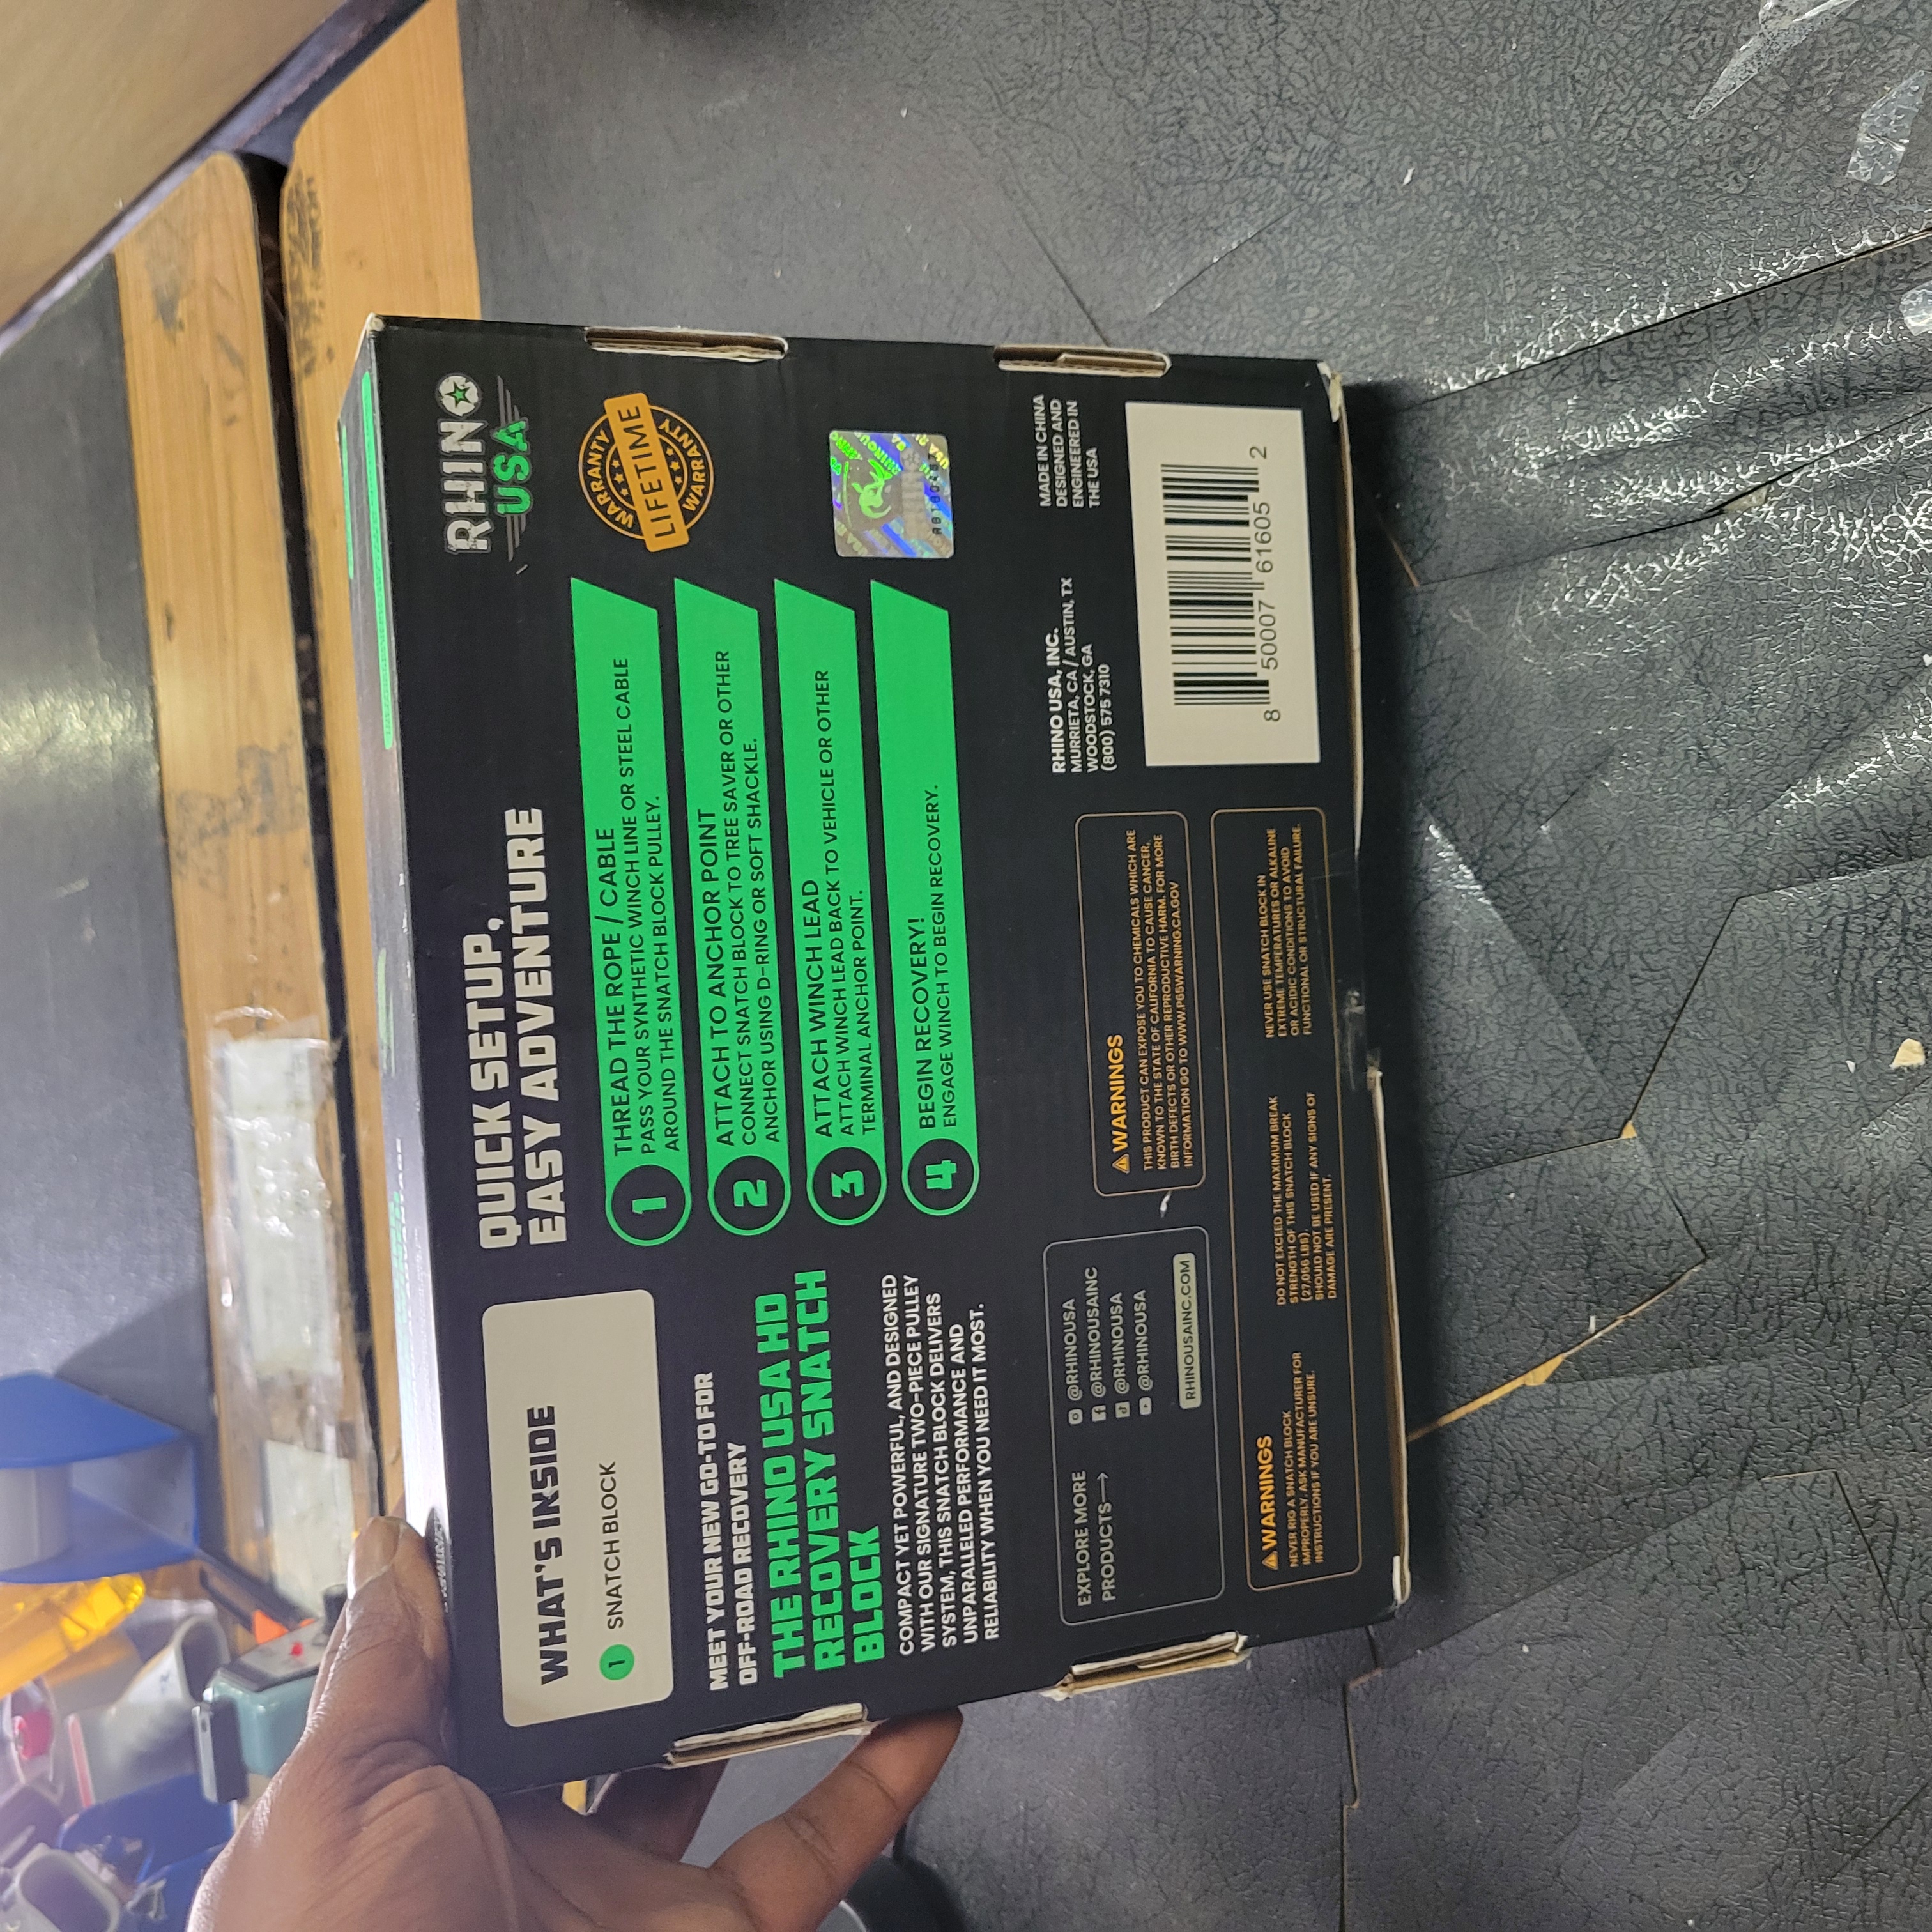 WHAT'S INSIDE
1 SNATCH BLOCK
MEET YOUR NEW GO-TO FOR
OFF-ROAD RECOVERY
THE RHINO USA HD
RECOVERY SNATCH
BLOCK
COMPACT YET POWERFUL, AND DESIGNED
WITH OUR SIGNATURE TWO-PIECE PULLEY
SYSTEM, THIS SNATCH BLOCK DELIVERS
UNPARALLED PERFORMANCE AND
RELIABILITY WHEN YOU NEED IT MOST.
QUICK SETUP,
EASY ADVENTURE
1 THREAD THE ROPE / CABLE
PASS YOUR SYNTHETIC WINCH LINE OR STEEL CABLE
AROUND THE SNATCH BLOCK PULLEY.
2 ATTACH TO ANCHOR POINT
CONNECT SNATCH BLOCK TO TREE SAVER OR OTHER
ANCHOR USING D-RING OR SOFT SHACKLE.
3 ATTACH WINCH LEAD
ATTACH WINCH LEAD BACK TO VEHICLE OR OTHER
TERMINAL ANCHOR POINT.
4 BEGIN RECOVERY!
ENGAGE WINCH TO BEGIN RECOVERY.
RHINO
USA
WARRANTY
LIFETIME
WARRANTY
EXPLORE MORE
PRODUCTS→
@RHINOUSA
@RHINOUSAINC
@RHINOUSA
@RHINOUSA
RHINOUSAINC.COM
⚠WARNINGS
THIS PRODUCT CAN EXPOSE YOU TO CHEMICALS WHICH ARE
KNOWN TO THE STATE OF CALIFORNIA TO CAUSE CANCER,
BIRTH DEFECTS OR OTHER REPRODUCTIVE HARM. FOR MORE
INFORMATION GO TO WWW.P65WARNING.CA.GOV
RHINO USA, INC.
MURRIETA, CA / AUSTIN, TX
WOODSTOCK, GA
(800) 575 7310
MADE IN CHINA
DESIGNED AND
ENGINEERED IN
THE USA
⚠WARNINGS
NEVER RIG A SNATCH BLOCK
IMPROPERLY, ASK MANUFACTURER FOR
INSTRUCTIONS IF YOU ARE UNSURE.
DO NOT EXCEED THE MAXIMUM BREAK
STRENGTH OF THIS SNATCH BLOCK
(27,056 LBS).
SHOULD NOT BE USED IF ANY SIGNS OF
DAMAGE ARE PRESENT.
NEVER USE SNATCH BLOCK IN
EXTREME TEMPERATURES OR ALKALINE
OR ACIDIC CONDITIONS TO AVOID
FUNCTIONAL OR STRUCTURAL FAILURE.
8 50007 61605 2